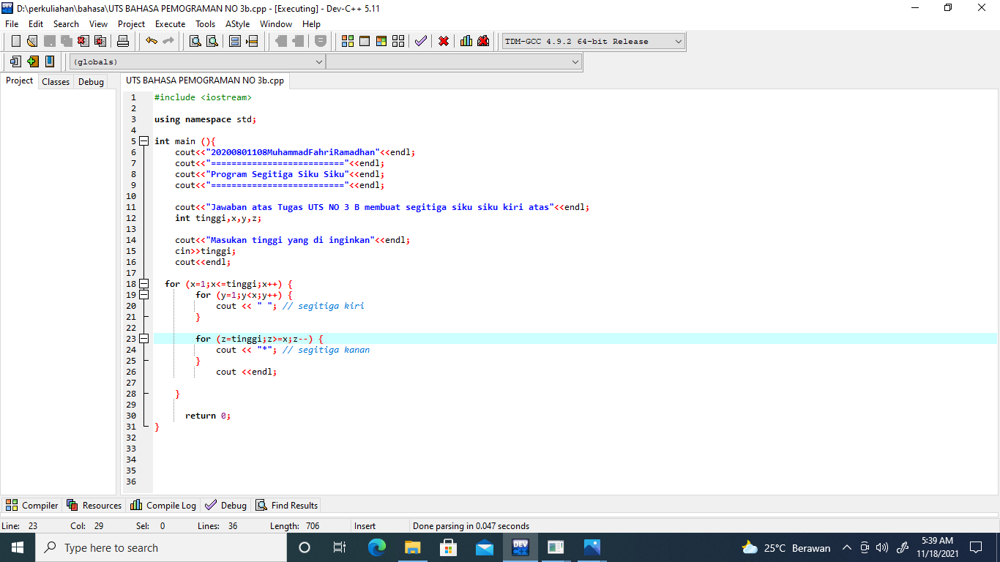 D:\perkuliahan\bahasa\UTS BAHASA PEMOGRAMAN NO 3b.cpp - [Executing] - Dev-C++ 5.11
File Edit Search View Project Execute Tools AStyle Window Help
TDM-GCC 4.9.2 64-bit Release
(globals)
Project Classes Debug
UTS BAHASA PEMOGRAMAN NO 3b.cpp
1 #include <iostream>
2
3 using namespace std;
4
5 int main (){
6 cout<<"20200801108MuhammadFahriRamadhan"<<endl;
7 cout<<"=========================="<<endl;
8 cout<<"Program Segitiga Siku Siku"<<endl;
9 cout<<"=========================="<<endl;
10
11 cout<<"Jawaban atas Tugas UTS NO 3 B membuat segitiga siku siku kiri atas"<<endl;
12 int tinggi,x,y,z;
13
14 cout<<"Masukan tinggi yang di inginkan"<<endl;
15 cin>>tinggi;
16 cout<<endl;
17
18 for (x=1;x<=tinggi;x++) {
19 for (y=1;y<x;y++) {
20 cout << " "; // segitiga kiri
21 }
22
23 for (z=tinggi;z>=x;z--) {
24 cout << "*"; // segitiga kanan
25 }
26 cout <<endl;
27
28 }
29
30 return 0;
31 }
32
33
34
35
36
Compiler Resources Compile Log Debug Find Results
Line: 23 Col: 29 Sel: 0 Lines: 36 Length: 706 Insert Done parsing in 0.047 seconds
Type here to search
DEV
25°C Berawan
5:39 AM
11/18/2021